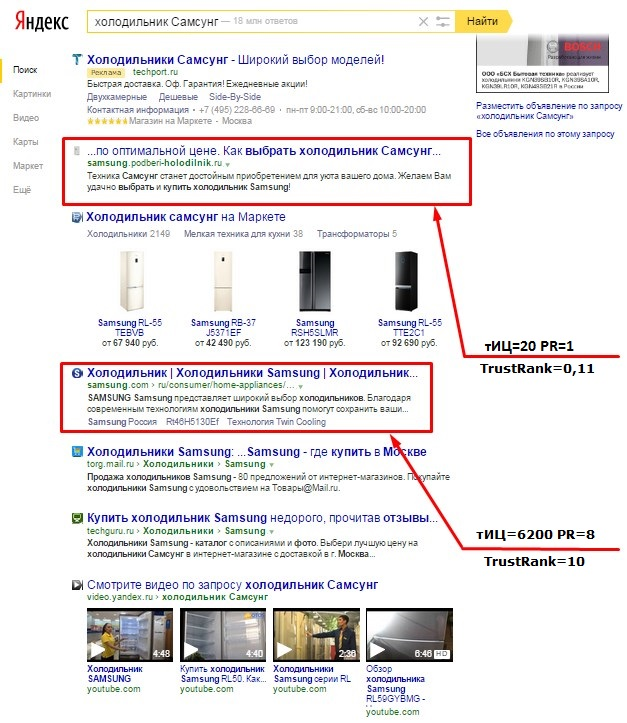 Яндекс
холодильник Самсунг — 18 млн ответов
Найти
Поиск
Картинки
Видео
Карты
Маркет
Ещё
Холодильники Самсунг - Широкий выбор моделей!
Реклама techport.ru
Быстрая доставка. Оф. Гарантия! Ежедневные акции!
Двухкамерные Дешевые Side-By-Side
Контактная информация · +7 (495) 228-66-69 · пн-пт 9:00-21:00, сб-вс 10:00-20:00
Магазин на Маркете · Москва
...по оптимальной цене. Как выбрать холодильник Самсунг...
samsung.podberi-holodilnik.ru
Техника Самсунг станет достойным приобретением для уюта вашего дома. Желаем Вам
удачно выбрать и купить холодильник Samsung!
Холодильник самсунг на Маркете
Холодильники 2149 Мелкая техника для кухни 38 Трансформаторы 5
Samsung RL-55 TEBVB
от 67 940 руб.
Samsung RB-37 J5371EF
от 42 490 руб.
Samsung RSH5SLMR
от 123 190 руб.
Samsung RL-55 TTE2C1
от 92 690 руб.
Холодильник | Холодильники Samsung | Холодильник...
samsung.com › ru/consumer/home-appliances/...
SAMSUNG Samsung представляет широкий выбор холодильников. Благодаря
современным технологиям холодильники Samsung помогут сохранить ваши...
Samsung Россия Rt46H5130Ef Технология Twin Cooling
Холодильники Samsung: ...Samsung - где купить в Москве
torg.mail.ru › Холодильники › Samsung
Продажа холодильников Samsung - 80 предложений от интернет-магазинов. Покупайте
холодильники Samsung с удовольствием на Товары@Mail.ru.
Купить холодильник Samsung недорого, прочитав отзывы...
techguru.ru › Холодильники › Samsung
Холодильники Samsung - каталог с описаниями и фото. Выбери лучшую цену на
холодильники Самсунг в интернет-магазине с доставкой в г. Москва...
Смотрите видео по запросу холодильник Самсунг
video.yandex.ru › холодильник Самсунг
4:48
4:40
2:36
6:46 HD
Холодильник
SAMSUNG
youtube.com
Купить холодильник
Samsung RL50. Как...
youtube.com
Холодильники
Samsung серии RL
youtube.com
Обзор
холодильника
Samsung
RL59GYBMG -
youtube.com
BOSCH
ООО «БСХ Бытовая техника» реализует
холодильники KGN39SB10R, KGN39SA10R,
KGN39LR10R, KGN49SB21R в России
Разместить объявление по запросу
«холодильник Самсунг»
Все объявления по этому запросу
тИЦ=20 PR=1
TrustRank=0,11
тИЦ=6200 PR=8
TrustRank=10